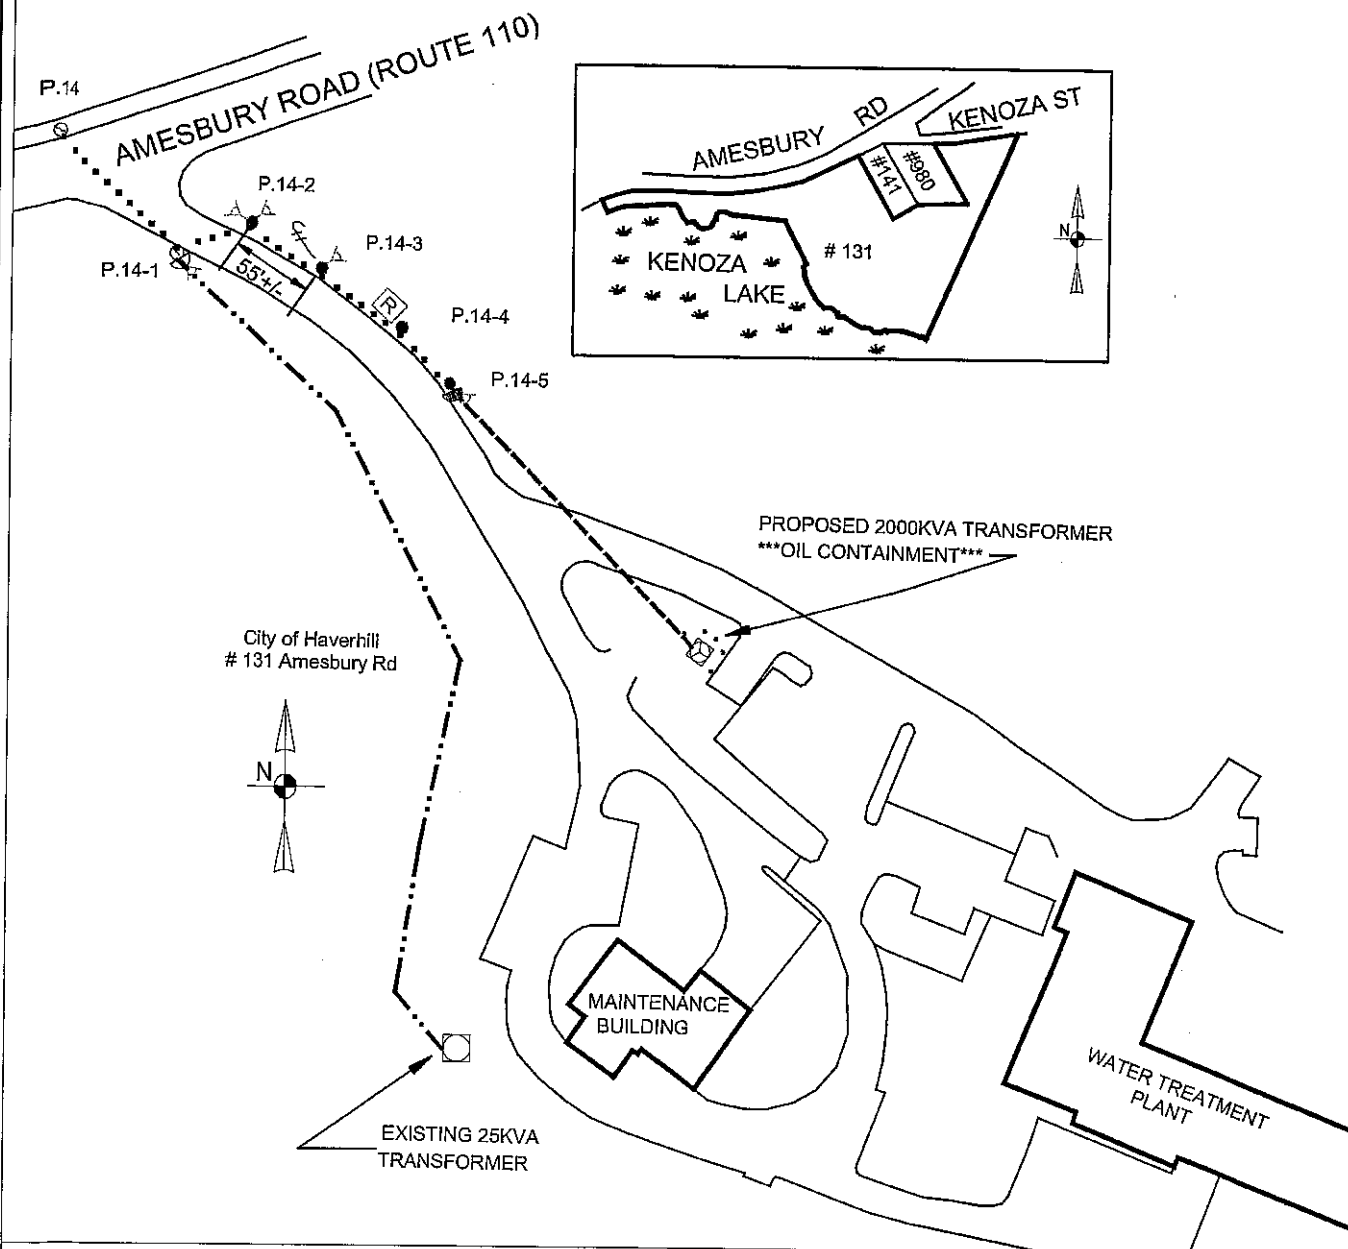 P.14
AMESBURY ROAD (ROUTE 110)
P.14-2
P.14-3
P.14-1
55'+/-
R
P.14-4
P.14-5
AMESBURY RD
KENOZA ST
#141
#980
# 131
N
KENOZA
LAKE
PROPOSED 2000KVA TRANSFORMER
***OIL CONTAINMENT***
City of Haverhill
# 131 Amesbury Rd
N
MAINTENANCE
BUILDING
WATER TREATMENT
PLANT
EXISTING 25KVA
TRANSFORMER